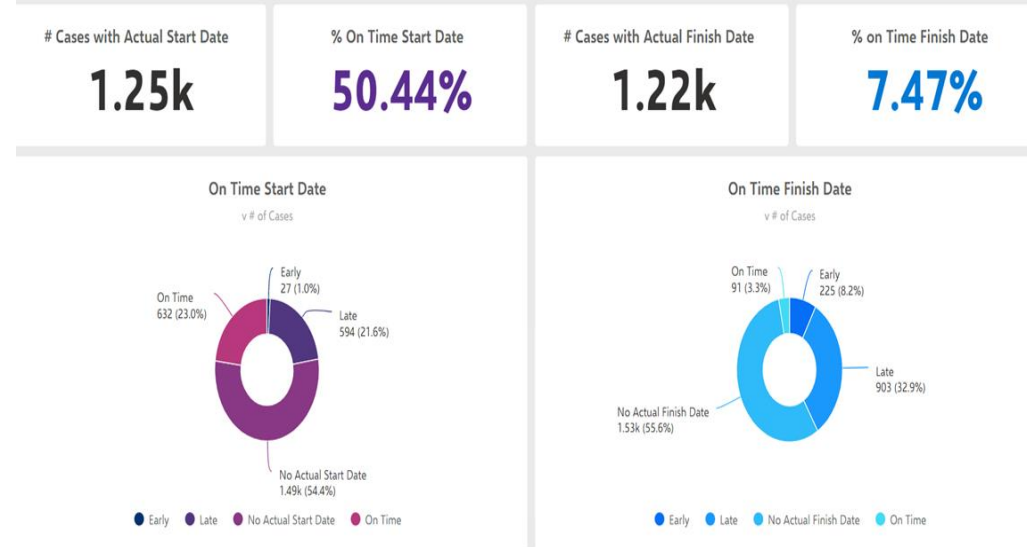 # Cases with Actual Start Date
1.25k
% On Time Start Date
50.44%
# Cases with Actual Finish Date
1.22k
% on Time Finish Date
7.47%
On Time Start Date
v # of Cases
Early
27 (1.0%)
On Time
632 (23.0%)
Late
594 (21.6%)
No Actual Start Date
1.49k (54.4%)
Early
Late
No Actual Start Date
On Time
On Time Finish Date
v # of Cases
On Time
91 (3.3%)
Early
225 (8.2%)
Late
903 (32.9%)
No Actual Finish Date
1.53k (55.6%)
Early
Late
No Actual Finish Date
On Time